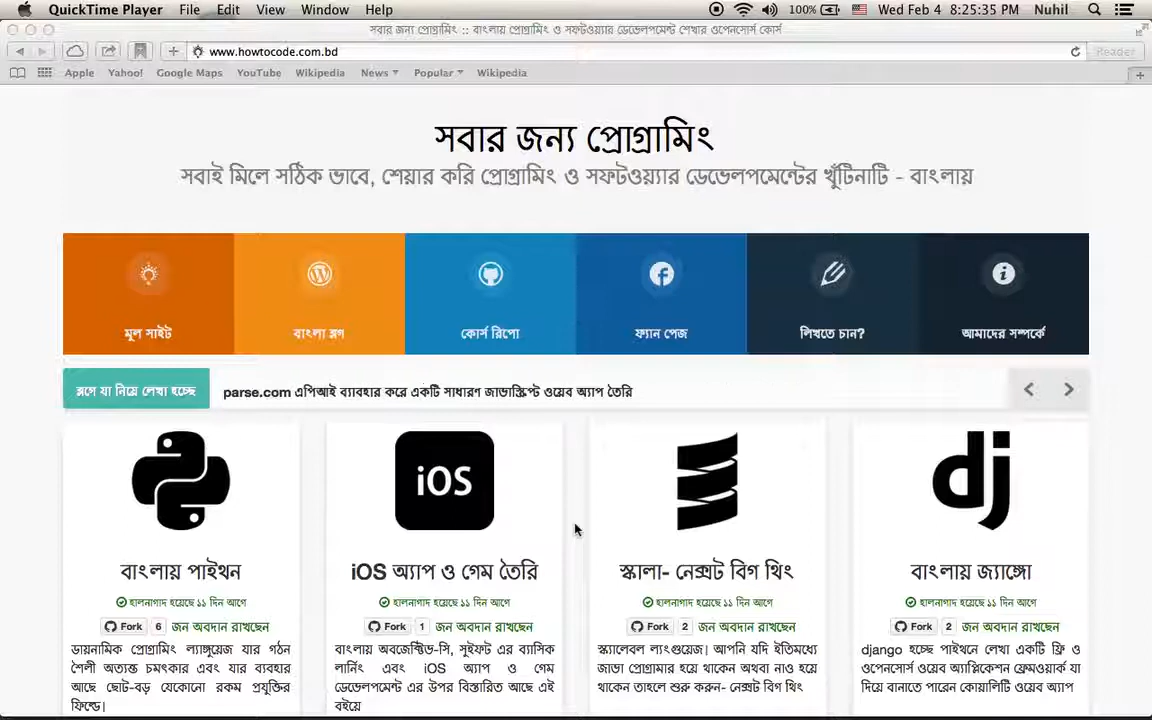 QuickTime Player File Edit View Window Help 100% Wed Feb 4 8:25:35 PM Nuhil
সবার জন্য প্রোগ্রামিং :: বাংলায় প্রোগ্রামিং ও সফটওয়্যার ডেভেলপমেন্ট শেখার ওপেনসোর্স কোর্স
www.howtocode.com.bd Reader
Apple Yahoo! Google Maps YouTube Wikipedia News Popular Wikipedia
সবার জন্য প্রোগ্রামিং
সবাই মিলে সঠিক ভাবে, শেয়ার করি প্রোগ্রামিং ও সফটওয়্যার ডেভেলপমেন্টের খুঁটিনাটি - বাংলায়
মূল সাইট বাংলা ব্লগ কোর্স রিপো ফ্যান পেজ লিখতে চান? আমাদের সম্পর্কে
ব্লগে যা নিয়ে লেখা হচ্ছে parse.com এপিআই ব্যাবহার করে একটি সাধারণ জাভাস্ক্রিপ্ট ওয়েব অ্যাপ তৈরি
iOS dj
বাংলায় পাইথন
হালনাগাদ হয়েছে ১১ দিন আগে
Fork 6 জন অবদান রাখছেন
ডায়নামিক প্রোগ্রামিং ল্যাঙ্গুয়েজ যার গঠন
শৈলী অত্যন্ত চমৎকার এবং যার ব্যবহার
আছে ছোট-বড় যেকোনো রকম প্রযুক্তির
ফিল্ডে।
iOS অ্যাপ ও গেম তৈরি
হালনাগাদ হয়েছে ১১ দিন আগে
Fork 1 জন অবদান রাখছেন
বাংলায় অবজেক্টিভ-সি, সুইফট এর ব্যাসিক
লার্নিং এবং iOS অ্যাপ ও গেম
ডেভেলপমেন্ট এর উপর বিস্তারিত আছে এই
বইয়ে
স্কালা- নেক্সট বিগ থিং
হালনাগাদ হয়েছে ১১ দিন আগে
Fork 2 জন অবদান রাখছেন
স্ক্যালেবল ল্যংগুয়েজ। আপনি যদি ইতিমধ্যে
জাভা প্রোগ্রামার হয়ে থাকেন অথবা নাও হয়ে
থাকেন তাহলে শুরু করুন- নেক্সট বিগ থিং
বাংলায় জ্যাঙ্গো
হালনাগাদ হয়েছে ১১ দিন আগে
Fork 2 জন অবদান রাখছেন
django হচ্ছে পাইথনে লেখা একটি ফ্রি ও
ওপেনসোর্স ওয়েব অ্যাপ্লিকেশন ফ্রেমওয়ার্ক যা
দিয়ে বানাতে পারেন কোয়ালিটি ওয়েব অ্যাপ